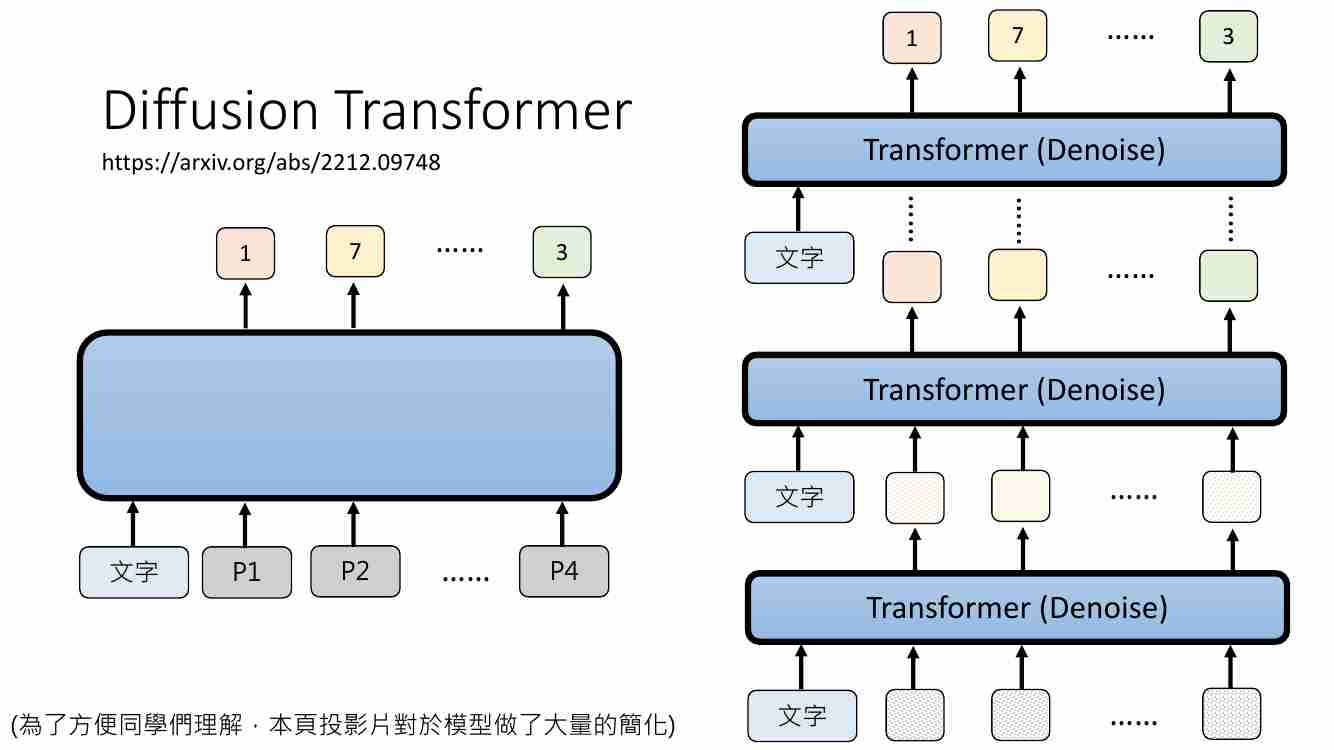 Diffusion Transformer
https://arxiv.org/abs/2212.09748
1 7 …… 3
文字 P1 P2 …… P4
(為了方便同學們理解，本頁投影片對於模型做了大量的簡化)
1 7 …… 3
Transformer (Denoise)
文字 ……
Transformer (Denoise)
文字 ……
Transformer (Denoise)
文字 ……